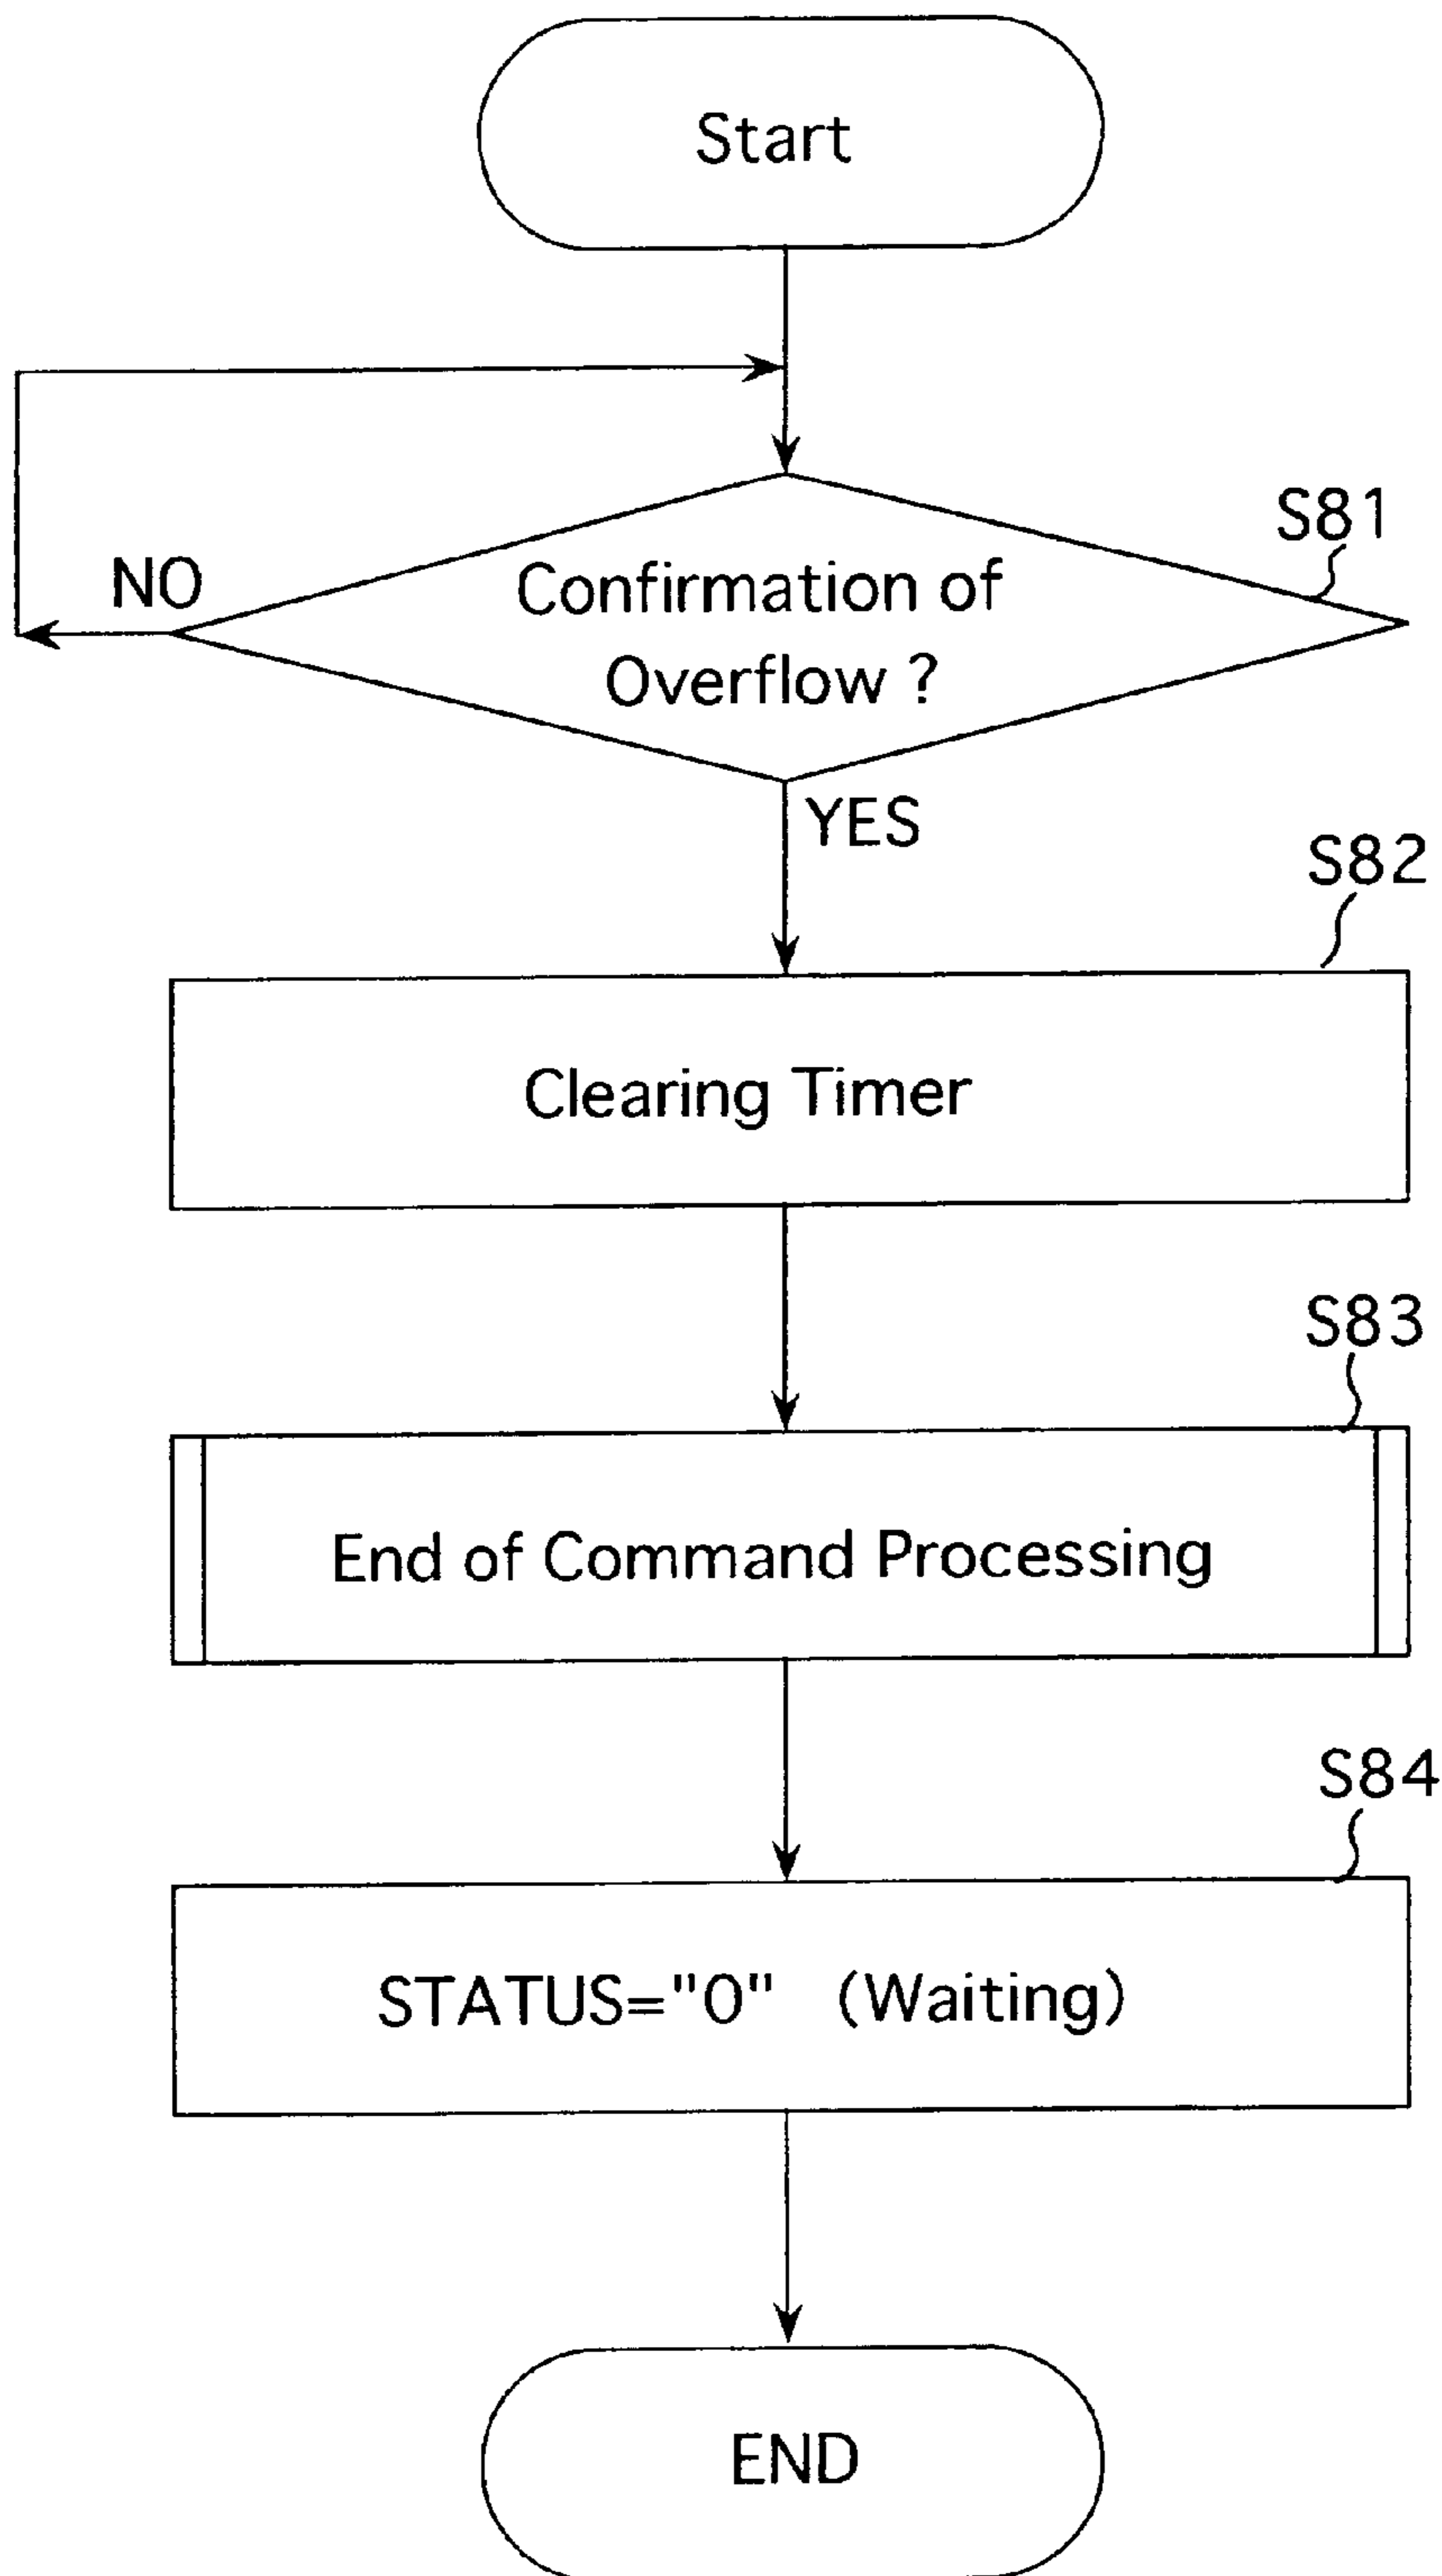 Start
S81
NO
Confirmation of
Overflow ?
YES
S82
Clearing Timer
S83
End of Command Processing
S84
STATUS="0" (Waiting)
END